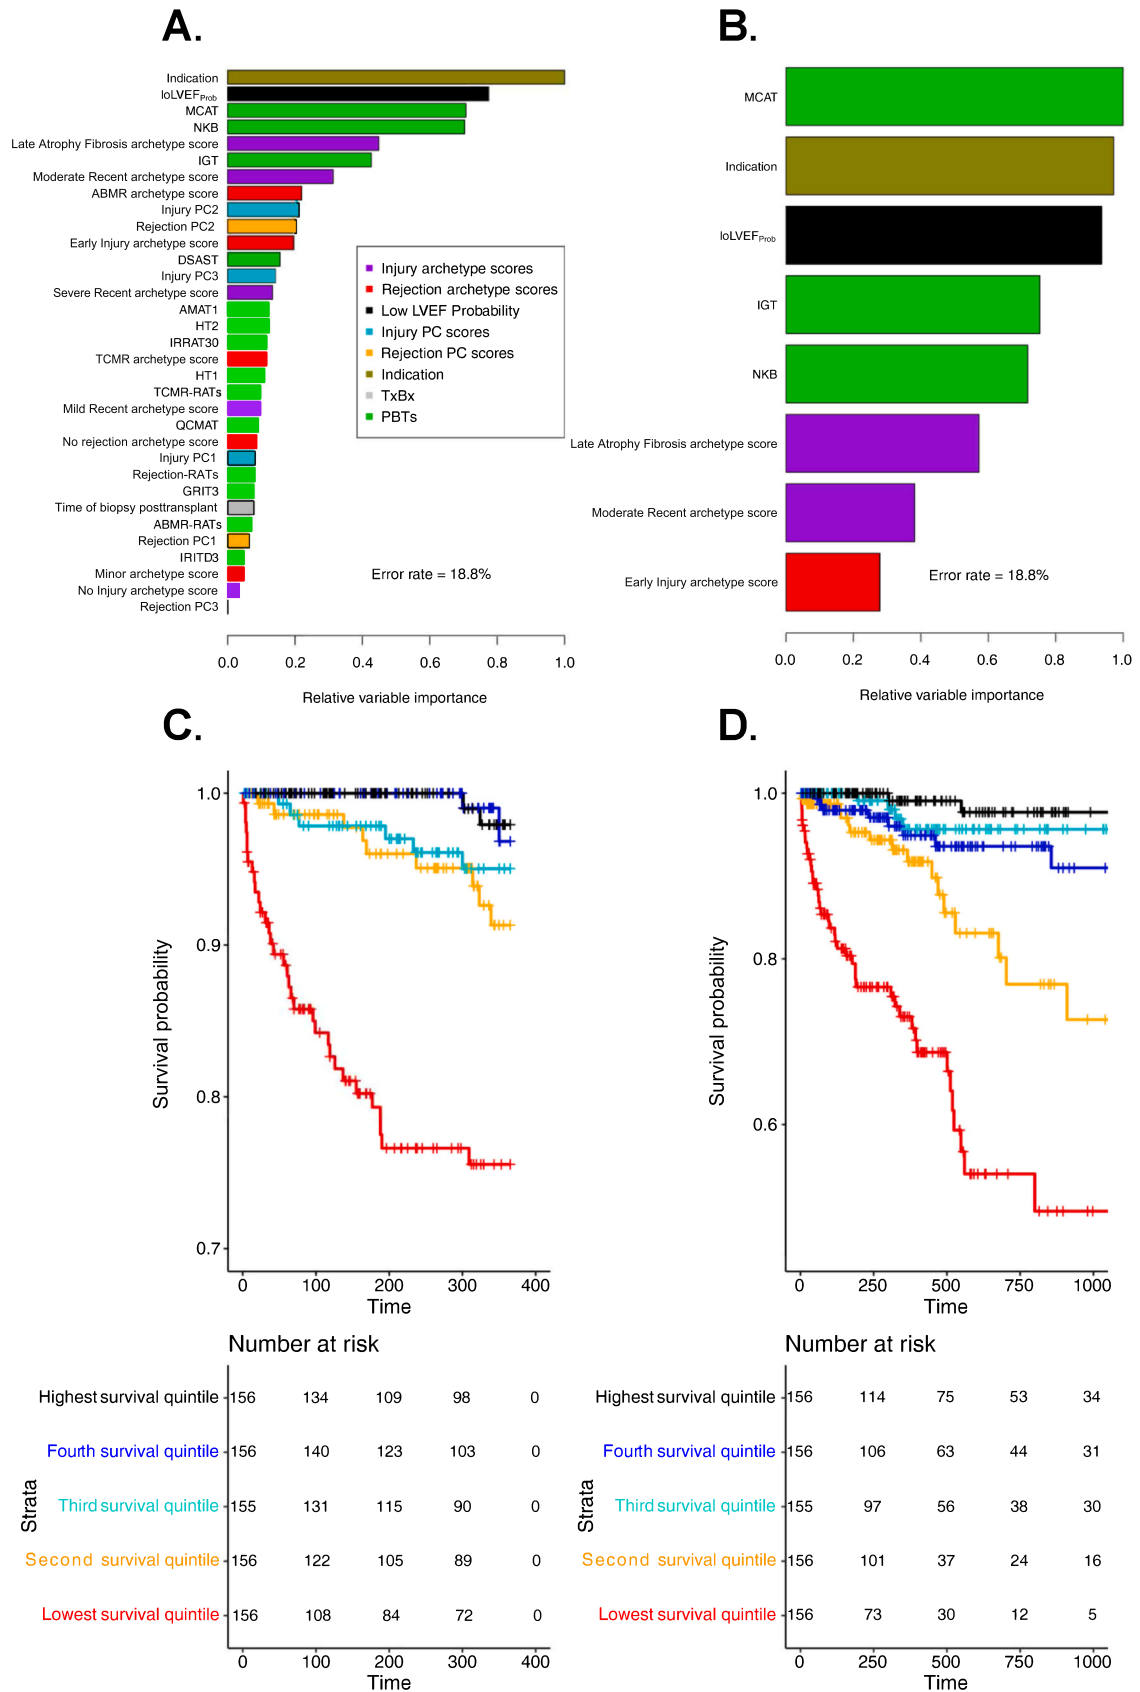 A.
Indication
loLVEFProb
MCAT
NKB
Late Atrophy Fibrosis archetype score
IGT
Moderate Recent archetype score
ABMR archetype score
Injury PC2
Rejection PC2
Early Injury archetype score
DSAST
Injury PC3
Severe Recent archetype score
AMAT1
HT2
IRRAT30
TCMR archetype score
HT1
TCMR-RATs
Mild Recent archetype score
QCMAT
No rejection archetype score
Injury PC1
Rejection-RATs
GRIT3
Time of biopsy posttransplant
ABMR-RATs
Rejection PC1
IRITD3
Minor archetype score
No Injury archetype score
Rejection PC3
Injury archetype scores
Rejection archetype scores
Low LVEF Probability
Injury PC scores
Rejection PC scores
Indication
TxBx
PBTs
Error rate = 18.8%
0.0 0.2 0.4 0.6 0.8 1.0
Relative variable importance
B.
MCAT
Indication
loLVEFProb
IGT
NKB
Late Atrophy Fibrosis archetype score
Moderate Recent archetype score
Early Injury archetype score
Error rate = 18.8%
0.0 0.2 0.4 0.6 0.8 1.0
Relative variable importance
C.
Survival probability
1.0
0.9
0.8
0.7
0 100 200 300 400
Time
Number at risk
Strata
Highest survival quintile 156 134 109 98 0
Fourth survival quintile 156 140 123 103 0
Third survival quintile 155 131 115 90 0
Second survival quintile 156 122 105 89 0
Lowest survival quintile 156 108 84 72 0
0 100 200 300 400
Time
D.
Survival probability
1.0
0.8
0.6
0 250 500 750 1000
Time
Number at risk
Strata
Highest survival quintile 156 114 75 53 34
Fourth survival quintile 156 106 63 44 31
Third survival quintile 155 97 56 38 30
Second survival quintile 156 101 37 24 16
Lowest survival quintile 156 73 30 12 5
0 250 500 750 1000
Time